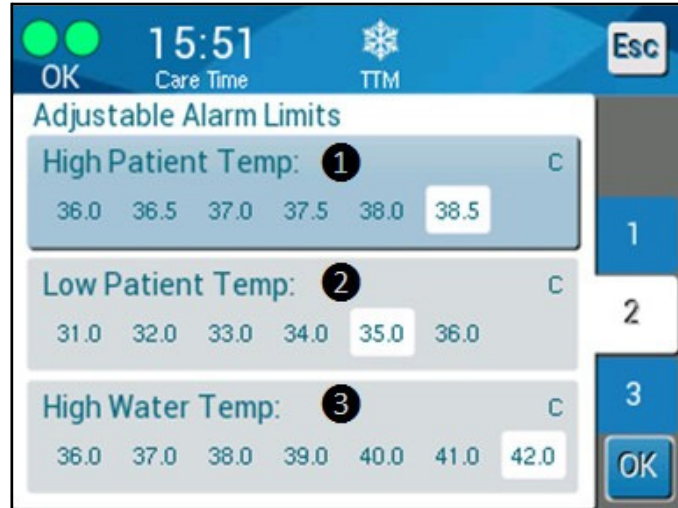 15:51
Esc
OK
Care Time
TTM
Adjustable Alarm Limits
High Patient Temp: 1 C
36.0 36.5 37.0 37.5 38.0 38.5
1
Low Patient Temp: 2 C
31.0 32.0 33.0 34.0 35.0 36.0
2
High Water Temp: 3 C
36.0 37.0 38.0 39.0 40.0 41.0 42.0
3
OK